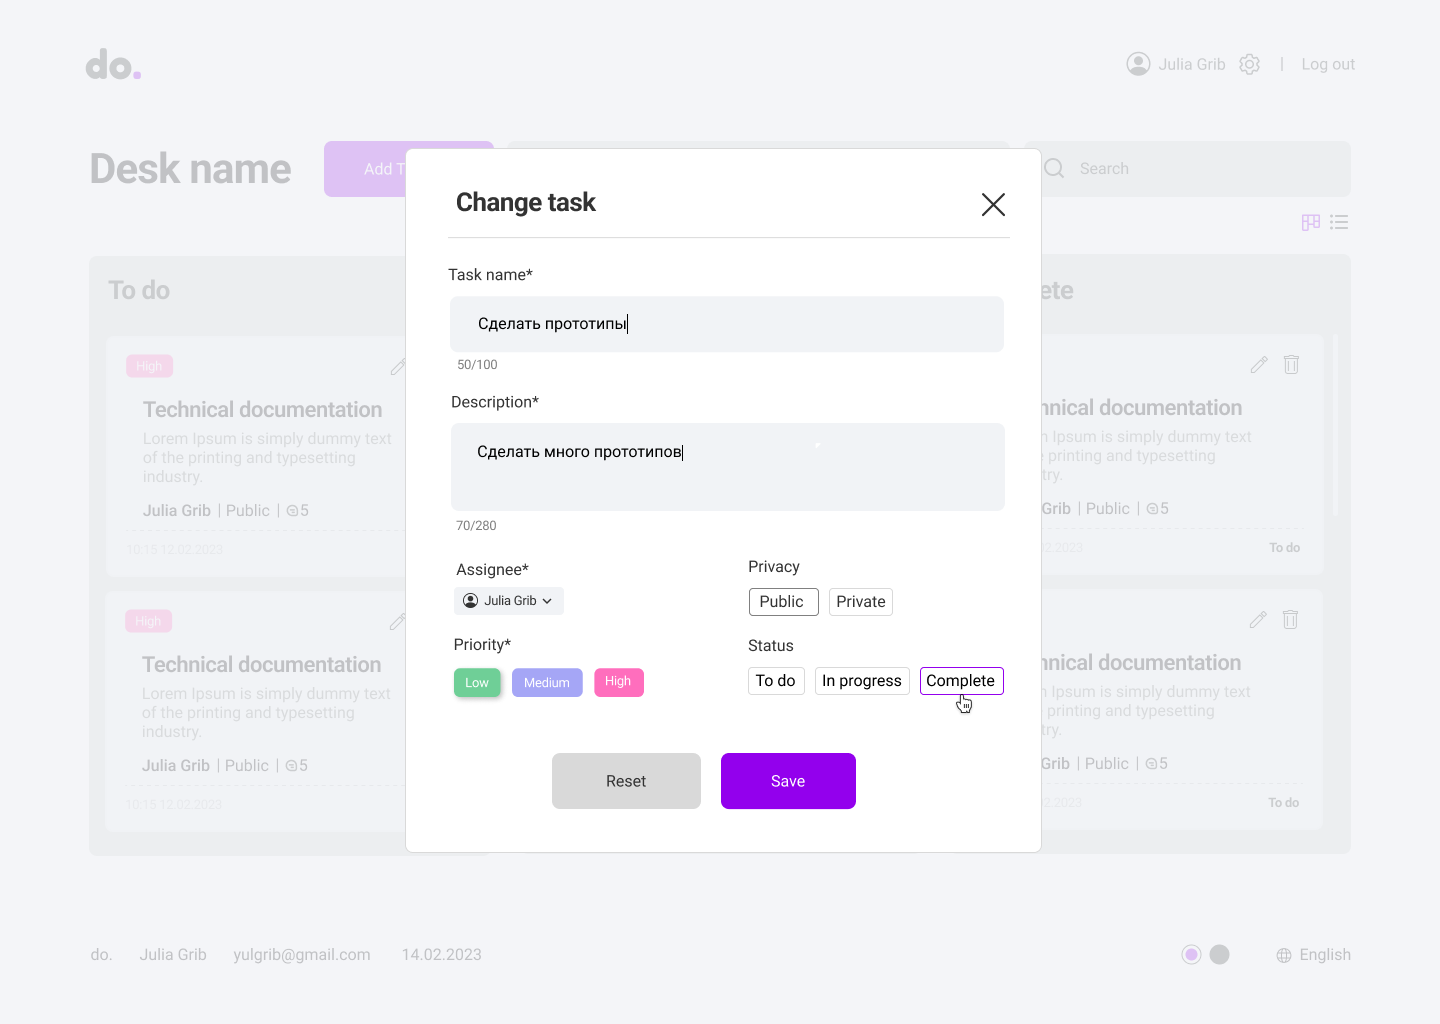 do.
Julia Grib | Log out
Desk name
Add T
Search
To do
ete
High
Technical documentation
Lorem Ipsum is simply dummy text
of the printing and typesetting
industry.
Julia Grib | Public | 5
10:15 12.02.2023
High
Technical documentation
Lorem Ipsum is simply dummy text
of the printing and typesetting
industry.
Julia Grib | Public | 5
10:15 12.02.2023
Change task
Task name*
Сделать прототипы
50/100
Description*
Сделать много прототипов
70/280
Assignee*
Julia Grib
Privacy
Public Private
Priority*
Low Medium High
Status
To do In progress Complete
Reset Save
nical documentation
Ipsum is simply dummy text
printing and typesetting
try.
Grib | Public | 5
2.2023 To do
nical documentation
Ipsum is simply dummy text
printing and typesetting
try.
Grib | Public | 5
2.2023 To do
do. Julia Grib yulgrib@gmail.com 14.02.2023 English